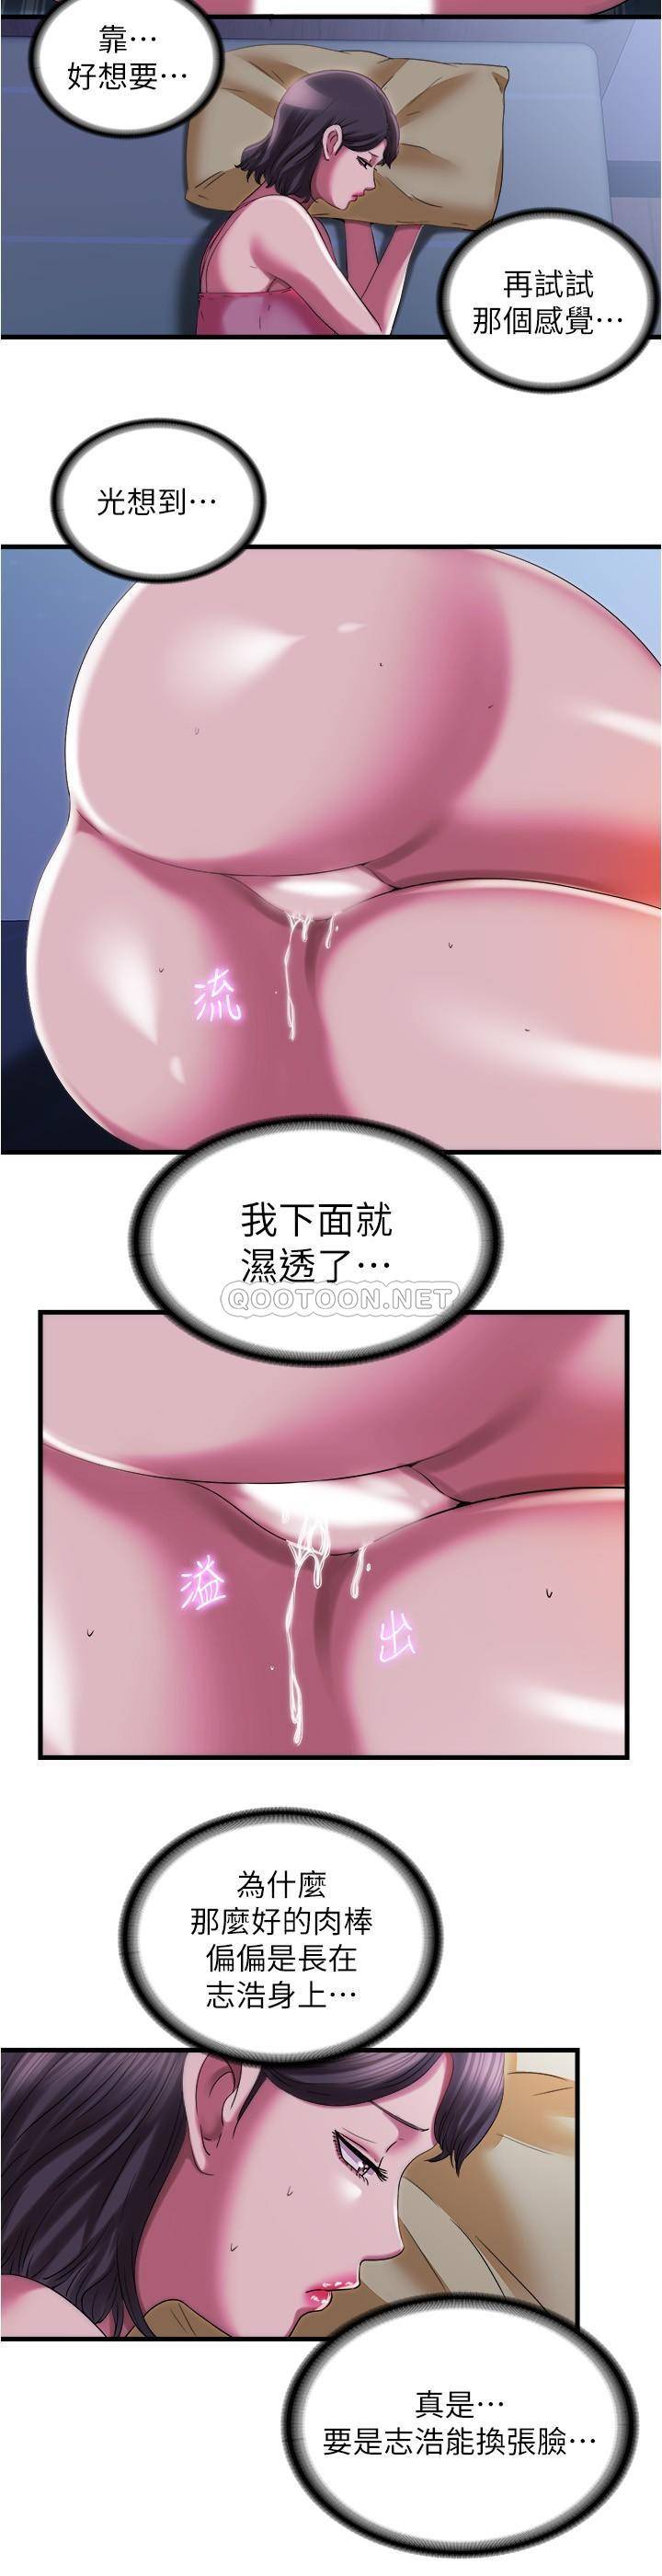 靠⋯
好想要⋯
再試試
那個感覺⋯
光想到⋯
流
我下面就
濕透了⋯
QOOTOON.NET
溢
出
為什麼
那麼好的肉棒
偏偏是長在
志浩身上⋯
真是⋯
要是志浩能換張臉⋯